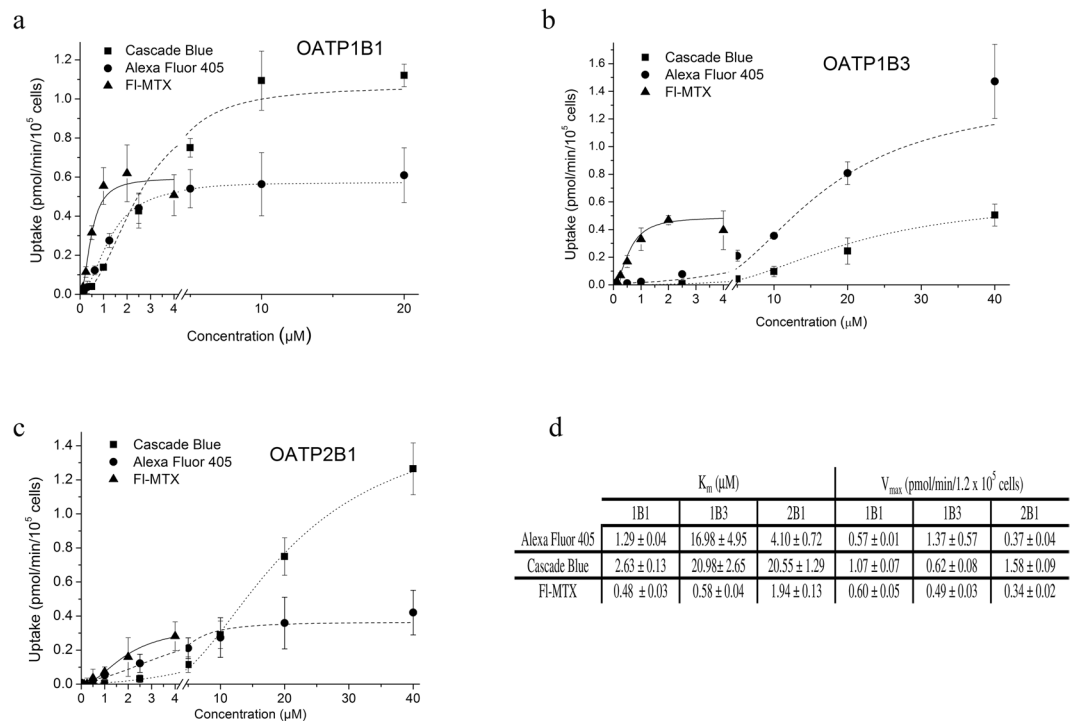 a
OATP1B1
Cascade Blue
Alexa Fluor 405
Fl-MTX
Uptake (pmol/min/10⁵ cells)
1.2
1.0
0.8
0.6
0.4
0.2
0.0
0 1 2 3 4 10 20
Concentration (µM)
b
OATP1B3
Cascade Blue
Alexa Fluor 405
Fl-MTX
Uptake (pmol/min/10⁵ cells)
1.6
1.4
1.2
1.0
0.8
0.6
0.4
0.2
0.0
0 1 2 3 4 10 20 30 40
Concentration (µM)
c
OATP2B1
Cascade Blue
Alexa Fluor 405
Fl-MTX
Uptake (pmol/min/10⁵ cells)
1.4
1.2
1.0
0.8
0.6
0.4
0.2
0.0
0 1 2 3 4 10 20 30 40
Concentration (µM)
d
Kₘ (µM) Vₘₐₓ (pmol/min/1.2 x 10⁵ cells)
1B1 1B3 2B1 1B1 1B3 2B1
Alexa Fluor 405 1.29 ± 0.04 16.98 ± 4.95 4.10 ± 0.72 0.57 ± 0.01 1.37 ± 0.57 0.37 ± 0.04
Cascade Blue 2.63 ± 0.13 20.98± 2.65 20.55 ± 1.29 1.07 ± 0.07 0.62 ± 0.08 1.58 ± 0.09
Fl-MTX 0.48 ± 0.03 0.58 ± 0.04 1.94 ± 0.13 0.60 ± 0.05 0.49 ± 0.03 0.34 ± 0.02